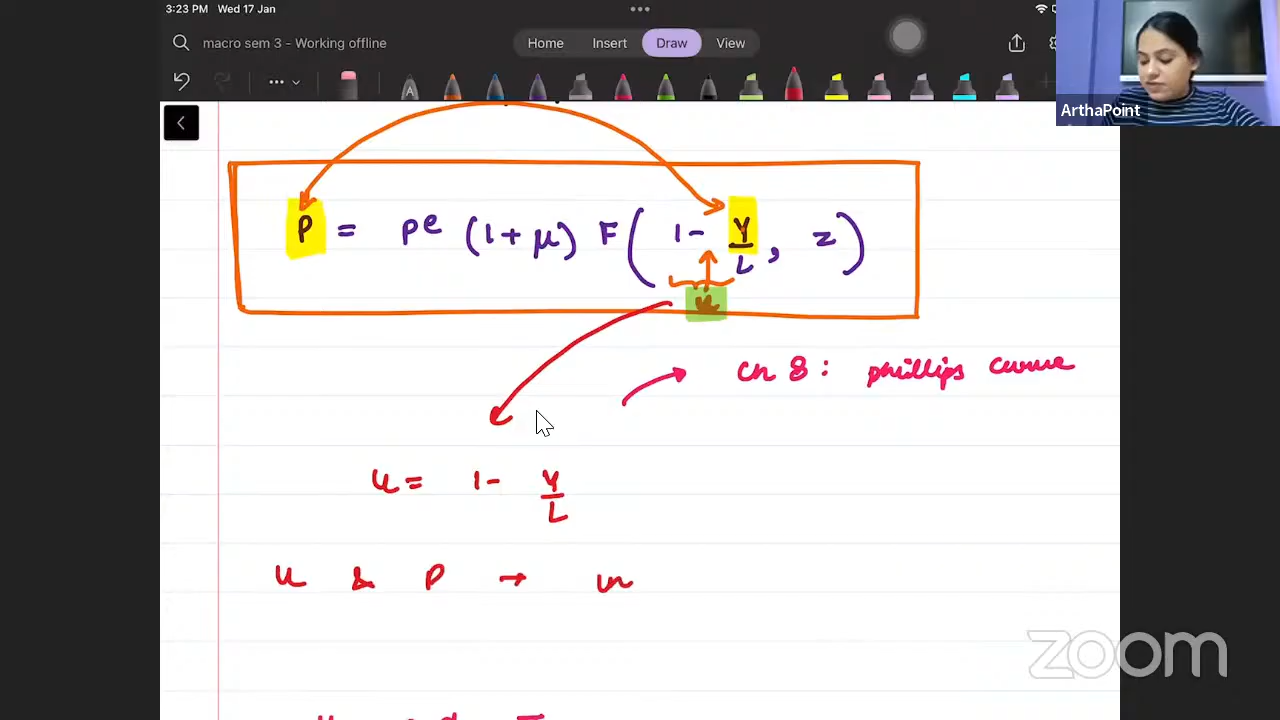 3:23 PM Wed 17 Jan
macro sem 3 - Working offline
Home Insert Draw View
A
ArthaPoint
P = Pe (1 + μ) F ( 1 - Y/L , z )
u
Ch 8 : phillips curve
u = 1 - Y/L
u & P →
zoom